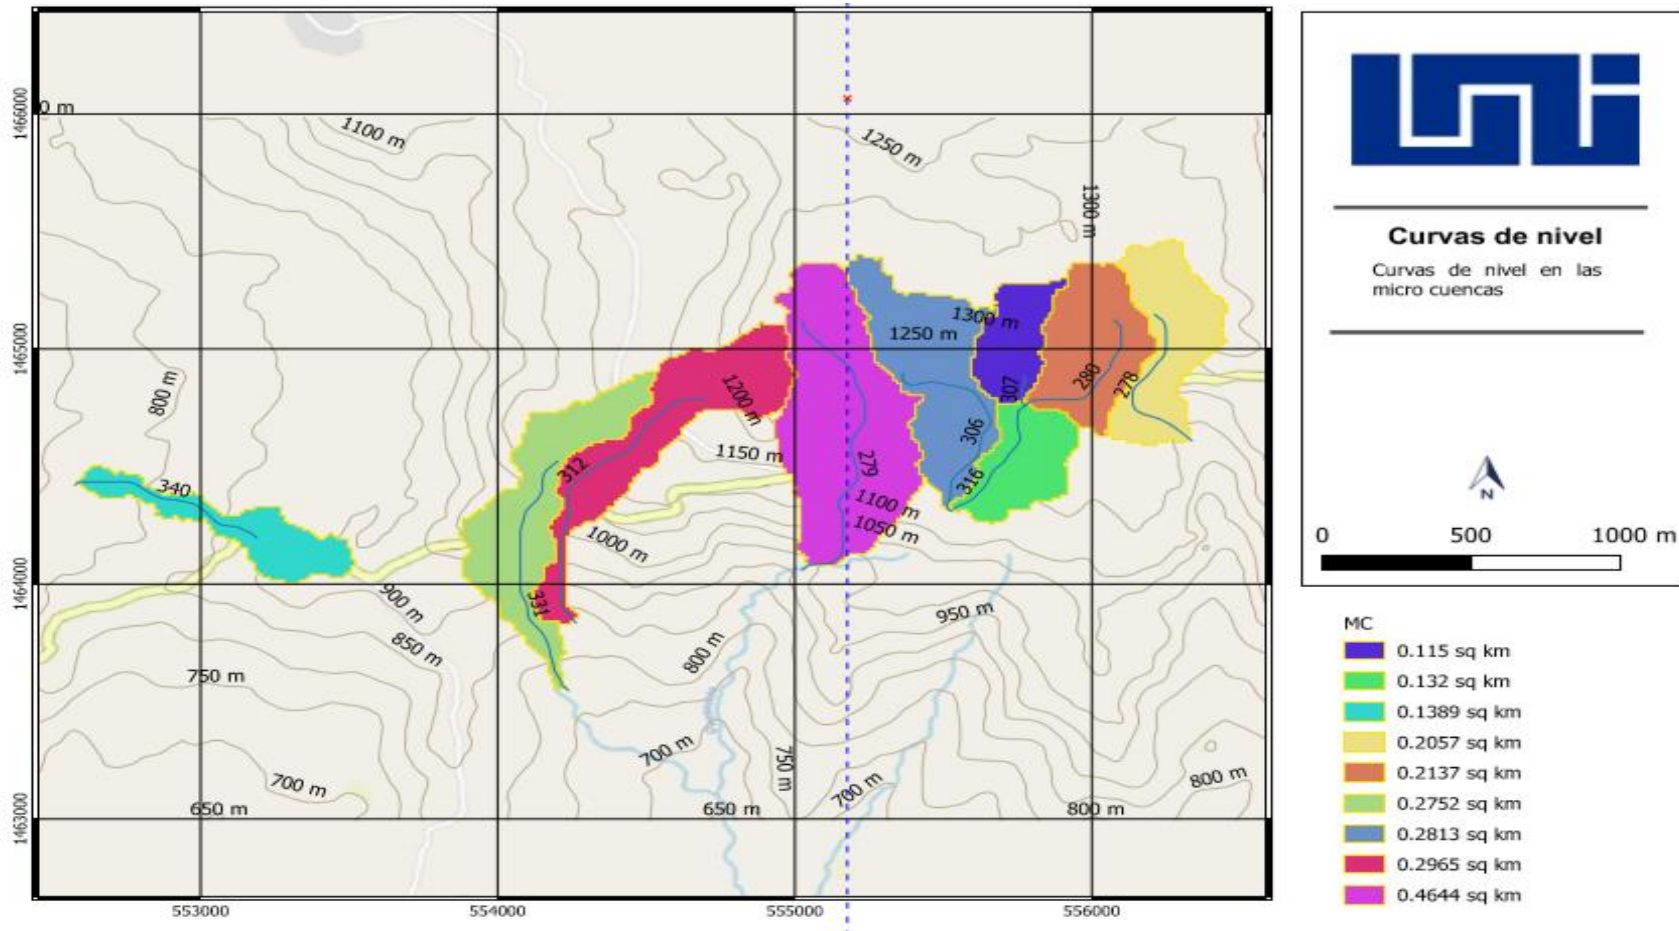 1466000
1465000
1464000
1463000
0 m
1100 m
1250 m
1300 m
1300 m
1250 m
800 m
1200 m
307
280
278
306
312
1150 m
279
316
340
1100 m
1050 m
1000 m
331
900 m
950 m
850 m
800 m
750 m
700 m
750 m
700 m
700 m
800 m
650 m
650 m
800 m
553000
554000
555000
556000
UNi
Curvas de nivel
Curvas de nivel en las
micro cuencas
N
0 500 1000 m
MC
0.115 sq km
0.132 sq km
0.1389 sq km
0.2057 sq km
0.2137 sq km
0.2752 sq km
0.2813 sq km
0.2965 sq km
0.4644 sq km